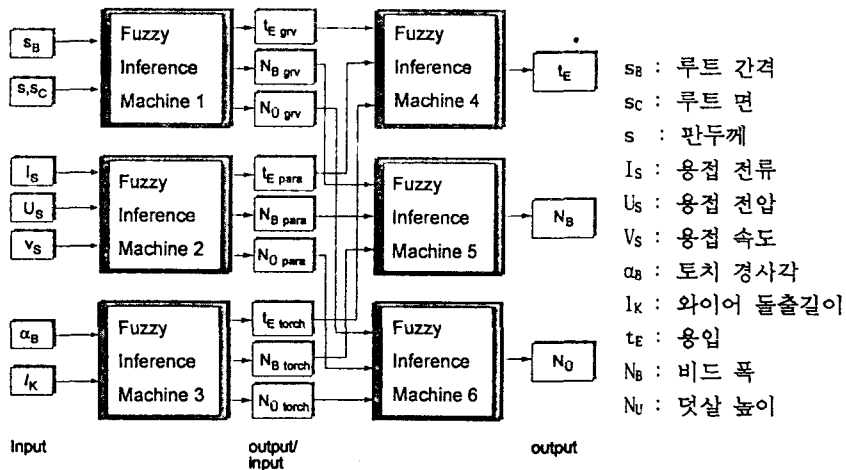 s_B
s,s_C
Fuzzy
Inference
Machine 1
t_E grv
N_B grv
N_Ü grv
Fuzzy
Inference
Machine 4
t_E
I_S
U_S
v_S
Fuzzy
Inference
Machine 2
t_E para
N_B para
N_Ü para
Fuzzy
Inference
Machine 5
N_B
α_B
l_K
Fuzzy
Inference
Machine 3
t_E torch
N_B torch
N_Ü torch
Fuzzy
Inference
Machine 6
N_Ü
Input
output/
input
output
s_B : 루트 간격
s_C : 루트 면
s : 판두께
I_S : 용접 전류
U_S : 용접 전압
V_S : 용접 속도
α_B : 토치 경사각
l_K : 와이어 돌출길이
t_E : 용입
N_B : 비드 폭
N_U : 덧살 높이